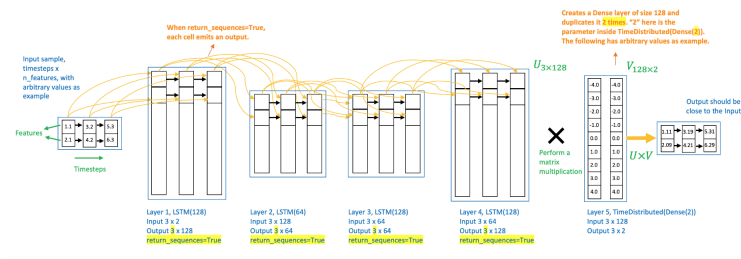 When return_sequences=True,
each cell emits an output.
Creates a Dense layer of size 128 and
duplicates it 2 times. "2" here is the
parameter inside TimeDistributed(Dense(2)).
The following has arbitrary values as example.
Input sample,
timesteps x
n_features, with
arbitrary values as
example
Features
1.1 3.2 5.3
2.1 4.2 6.3
Timesteps
U3×128
V128×2
-4.0 -4.0
-3.0 -3.0
-2.0 -2.0
-1.0 -1.0
0.0 0.0
1.0 1.0
2.0 2.0
3.0 3.0
4.0 4.0
Perform a
matrix
multiplication
U×V
Output should be
close to the Input
1.11 3.19 5.31
2.09 4.21 6.29
Layer 1, LSTM(128)
Input 3 x 2
Output 3 x 128
return_sequences=True
Layer 2, LSTM(64)
Input 3 x 128
Output 3 x 64
return_sequences=True
Layer 3, LSTM(128)
Input 3 x 64
Output 3 x 64
return_sequences=True
Layer 4, LSTM(128)
Input 3 x 64
Output 3 x 128
return_sequences=True
Layer 5, TimeDistributed(Dense(2))
Input 3 x 128
Output 3 x 2